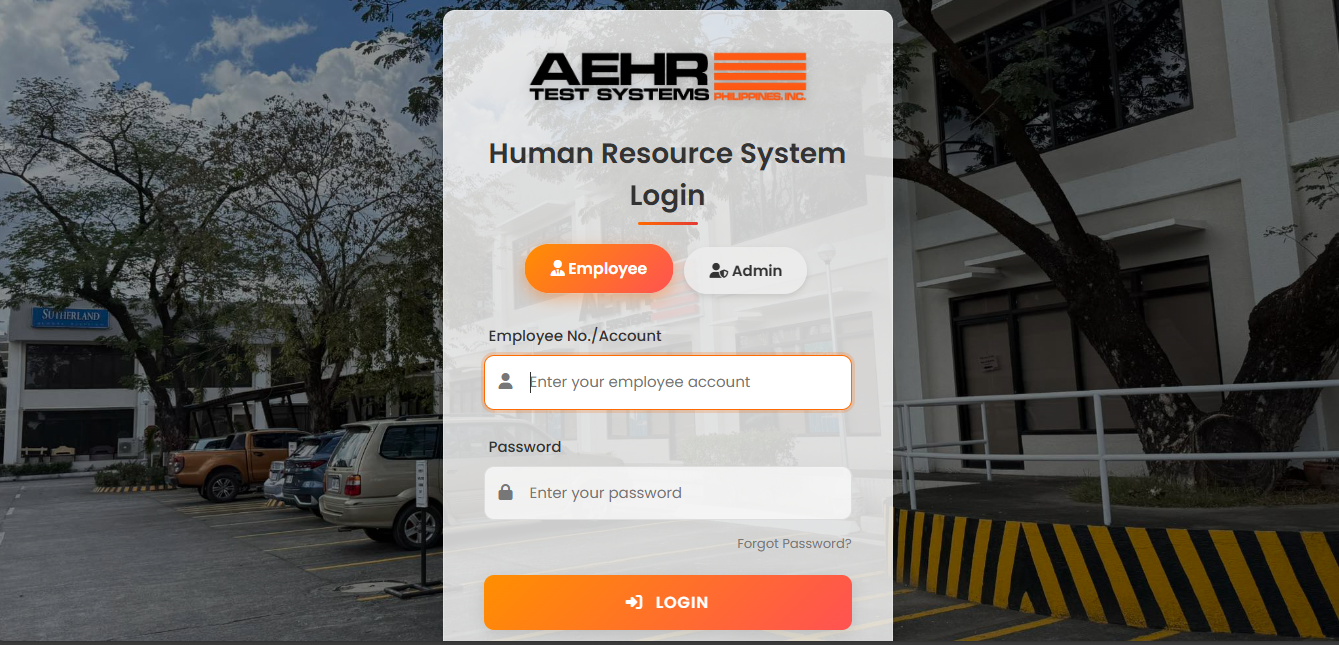 AEHR
TEST SYSTEMS PHILIPPINES, INC.
Human Resource System
Login
Employee Admin
Employee No./Account
Enter your employee account
Password
Enter your password
Forgot Password?
LOGIN
SUTHERLAND